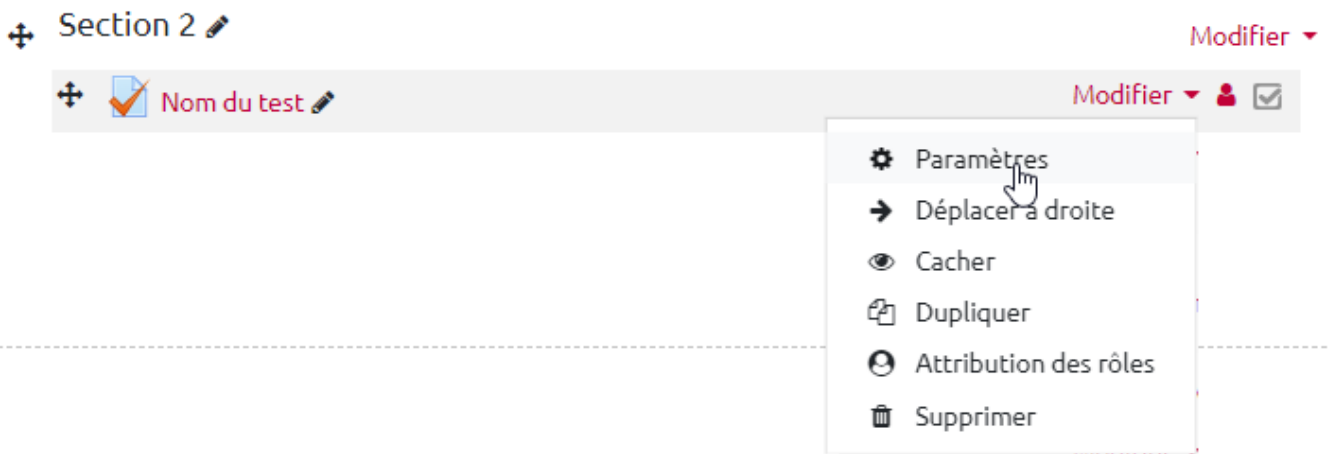 Section 2
Modifier
Nom du test
Modifier
Paramètres
Déplacer à droite
Cacher
Dupliquer
Attribution des rôles
Supprimer